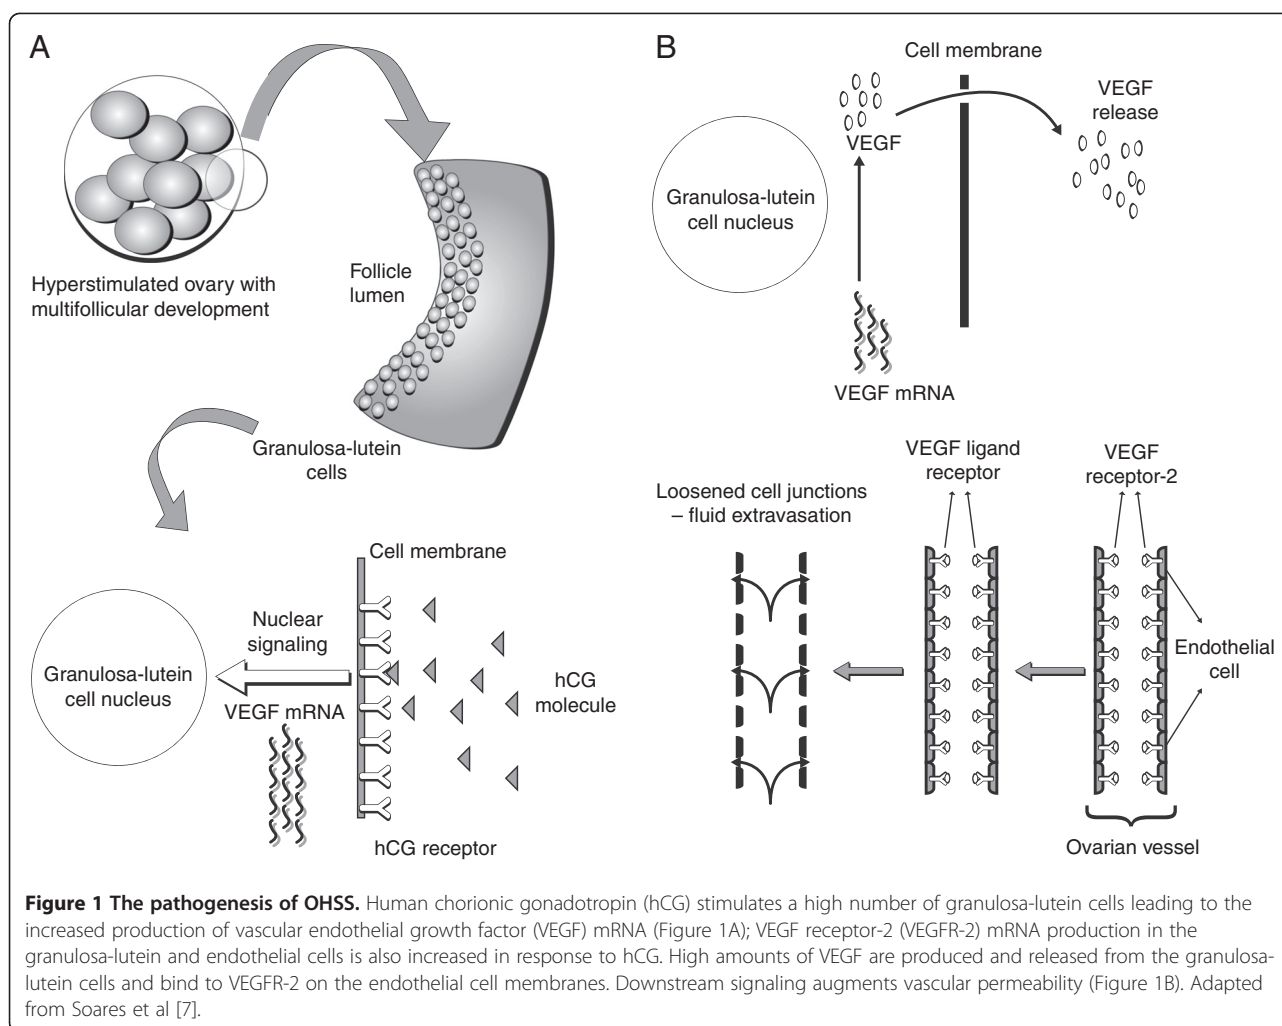 A
Hyperstimulated ovary with
multifollicular development
Follicle
lumen
Granulosa-lutein
cells
Cell membrane
Nuclear
signaling
Granulosa-lutein
cell nucleus
VEGF mRNA
hCG
molecule
hCG receptor
B
Cell membrane
VEGF
VEGF
release
Granulosa-lutein
cell nucleus
VEGF mRNA
Loosened cell junctions
– fluid extravasation
VEGF ligand
receptor
VEGF
receptor-2
Endothelial
cell
Ovarian vessel
Figure 1 The pathogenesis of OHSS. Human chorionic gonadotropin (hCG) stimulates a high number of granulosa-lutein cells leading to the
increased production of vascular endothelial growth factor (VEGF) mRNA (Figure 1A); VEGF receptor-2 (VEGFR-2) mRNA production in the
granulosa-lutein and endothelial cells is also increased in response to hCG. High amounts of VEGF are produced and released from the granulosa-
lutein cells and bind to VEGFR-2 on the endothelial cell membranes. Downstream signaling augments vascular permeability (Figure 1B). Adapted
from Soares et al [7].